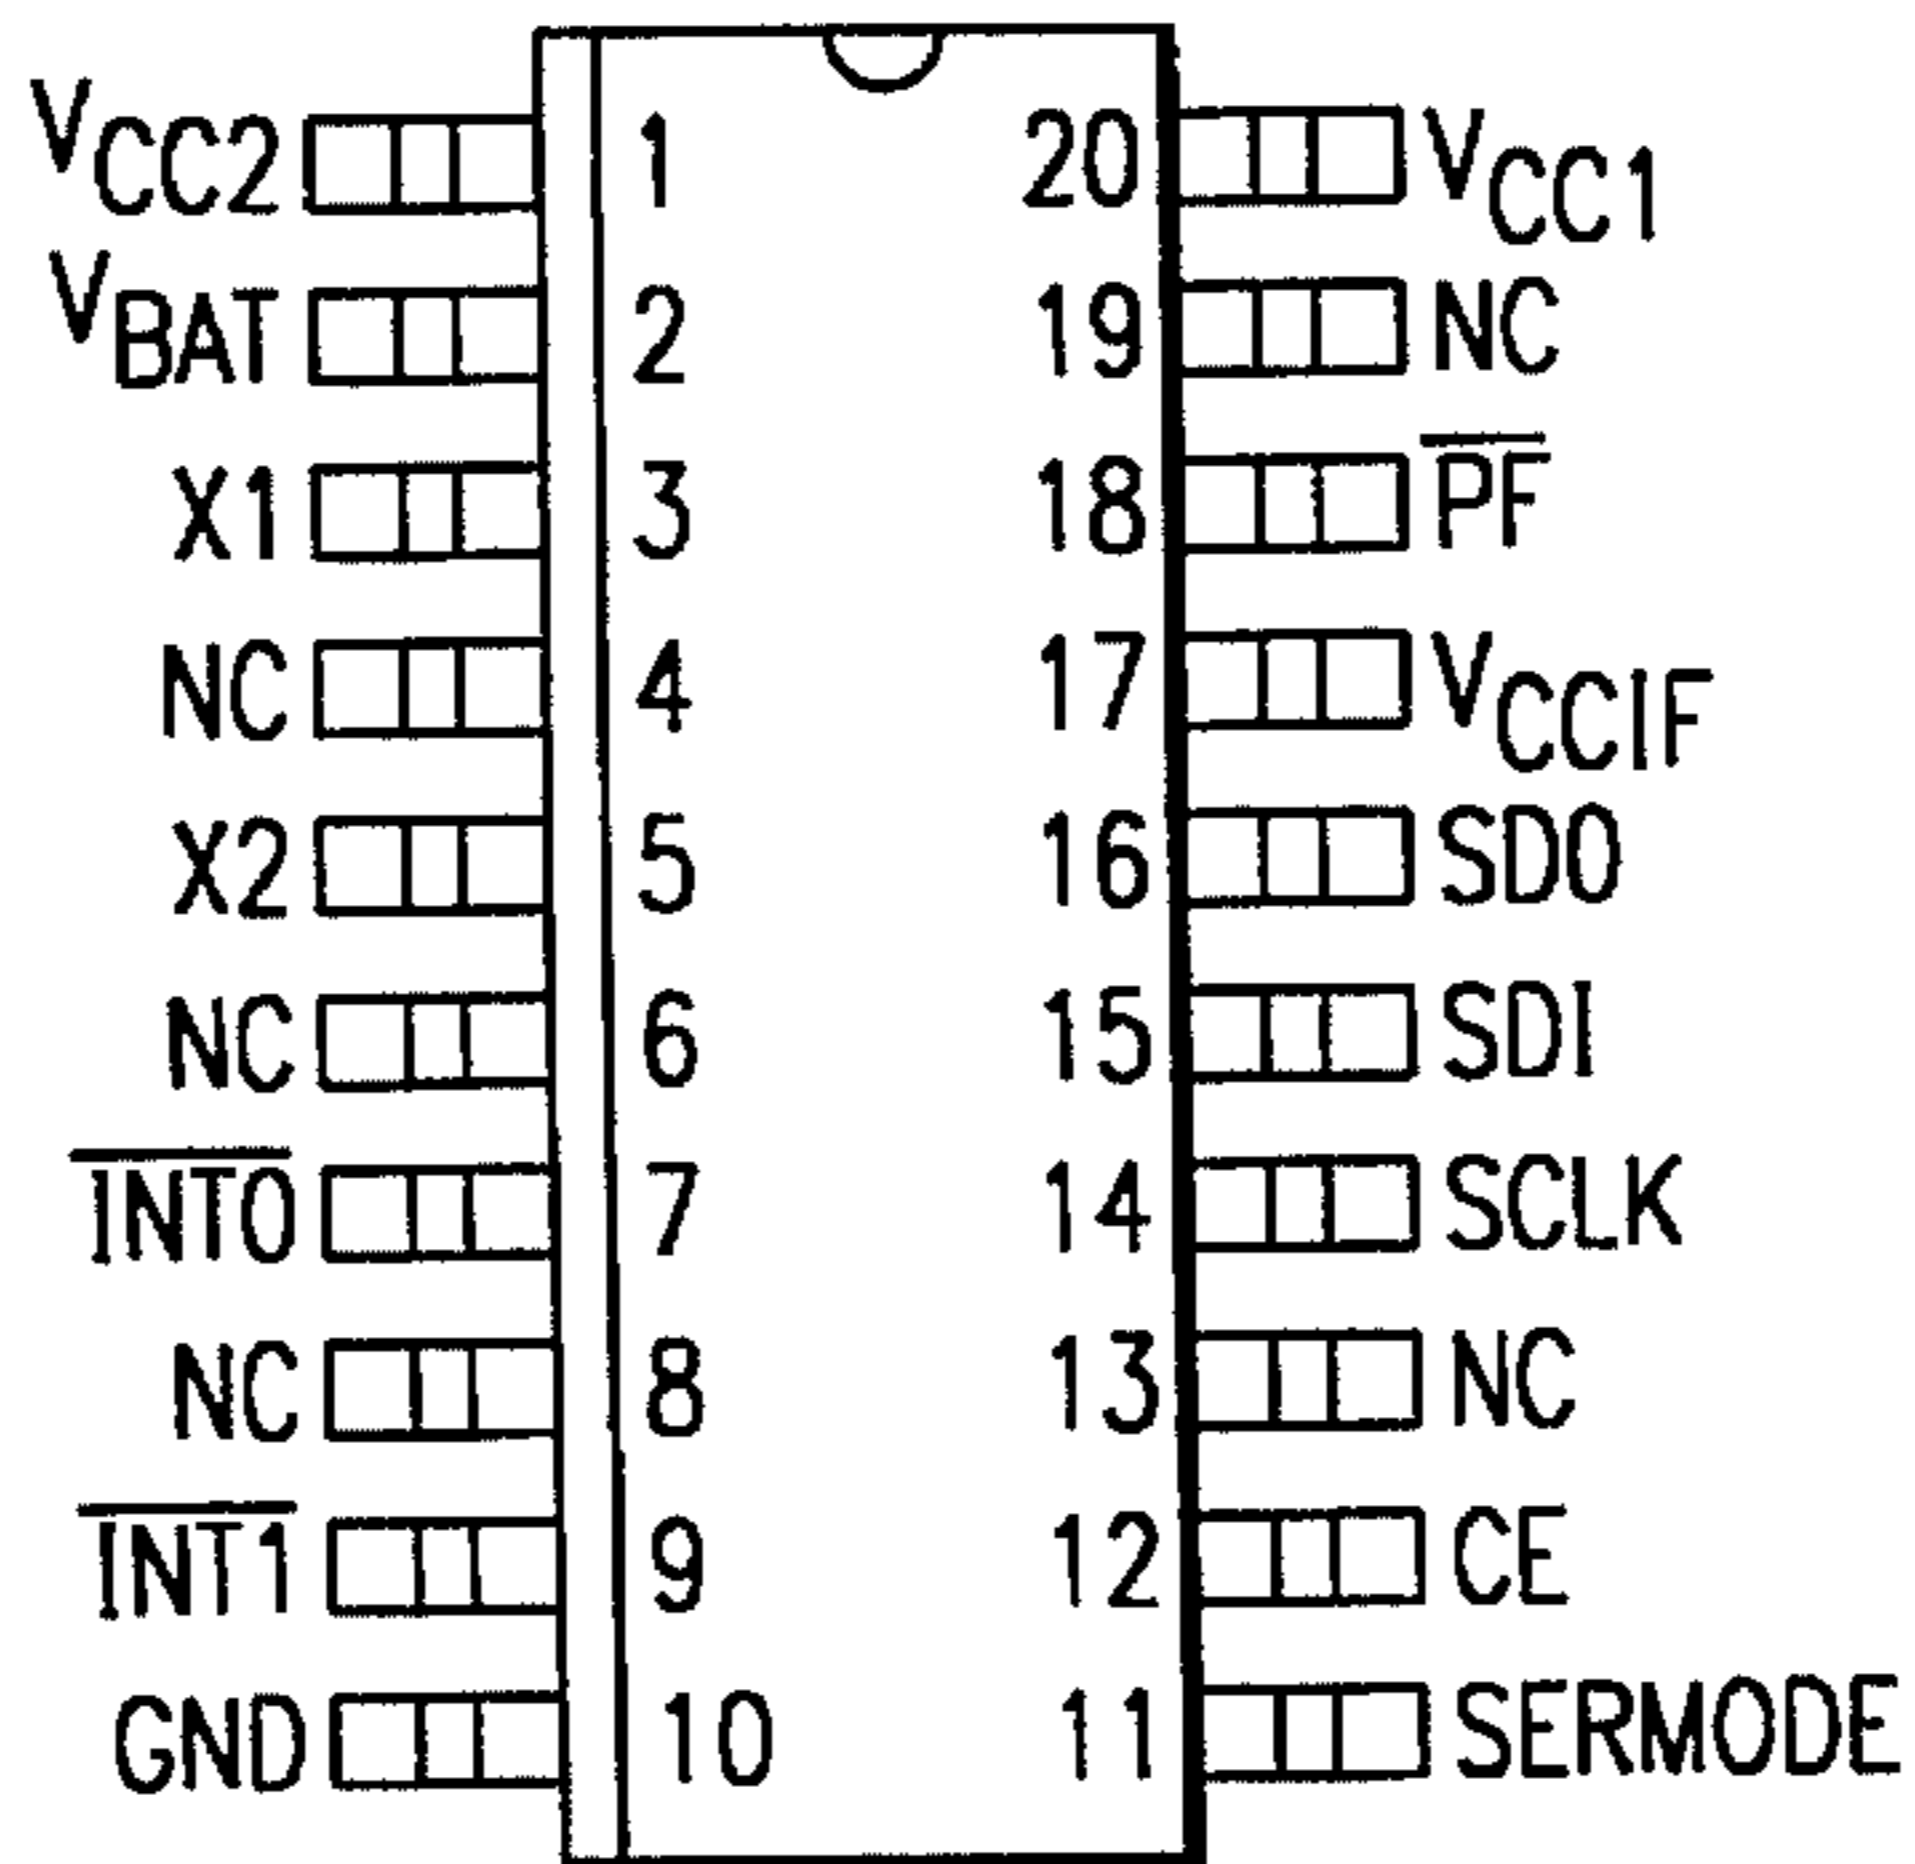 VCC2 1 20 VCC1
VBAT 2 19 NC
X1 3 18 PF
NC 4 17 VCCIF
X2 5 16 SDO
NC 6 15 SDI
INT0 7 14 SCLK
NC 8 13 NC
INT1 9 12 CE
GND 10 11 SERMODE